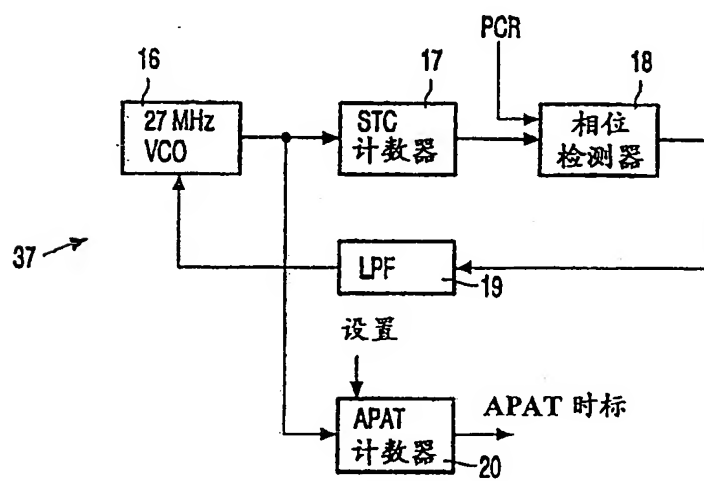 PCR
16
17
18
27 MHz
VCO
STC
计数器
相位
检测器
37
LPF
19
设置
APAT
计数器
20
APAT 时标